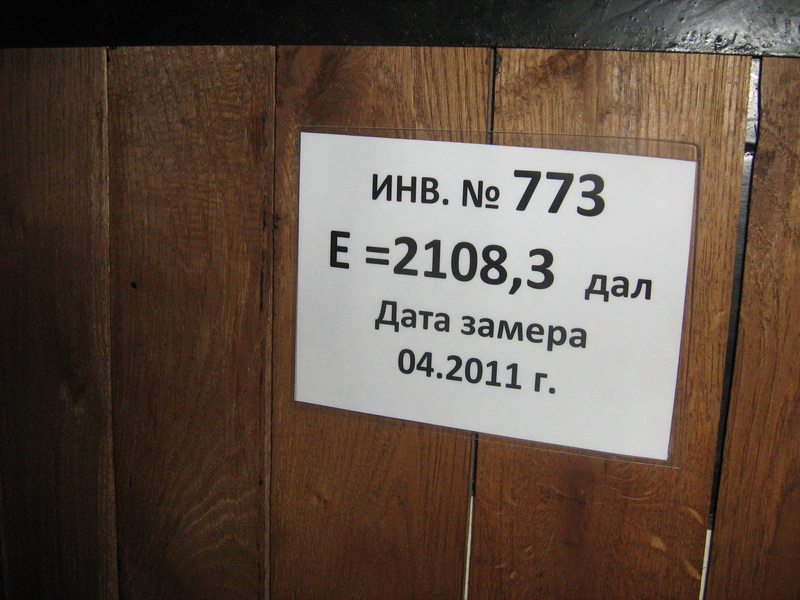 ИНВ. № 773
Е =2108,3 дал
Дата замера
04.2011 г.